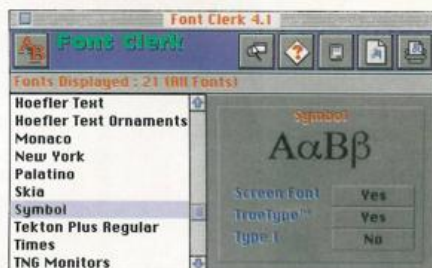 Font Clerk 4.1
Font Clerk
Fonts Displayed : 21 (All Fonts)
Hoefler Text
Hoefler Text Ornaments
Monaco
New York
Palatino
Skia
Symbol
Tekton Plus Regular
Times
TNG Monitors
Symbol
AαBβ
Screen Font Yes
TrueType™ Yes
Type 1 No